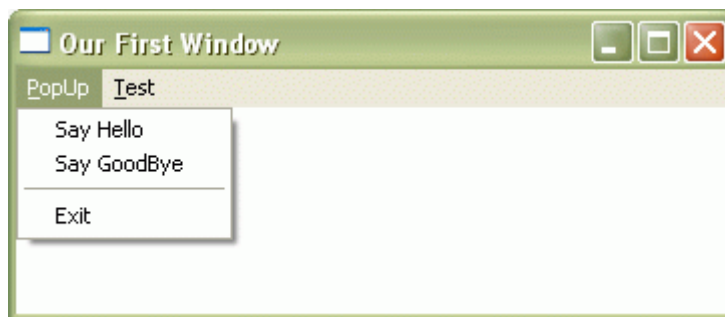 Our First Window
PopUp Test
Say Hello
Say GoodBye
Exit